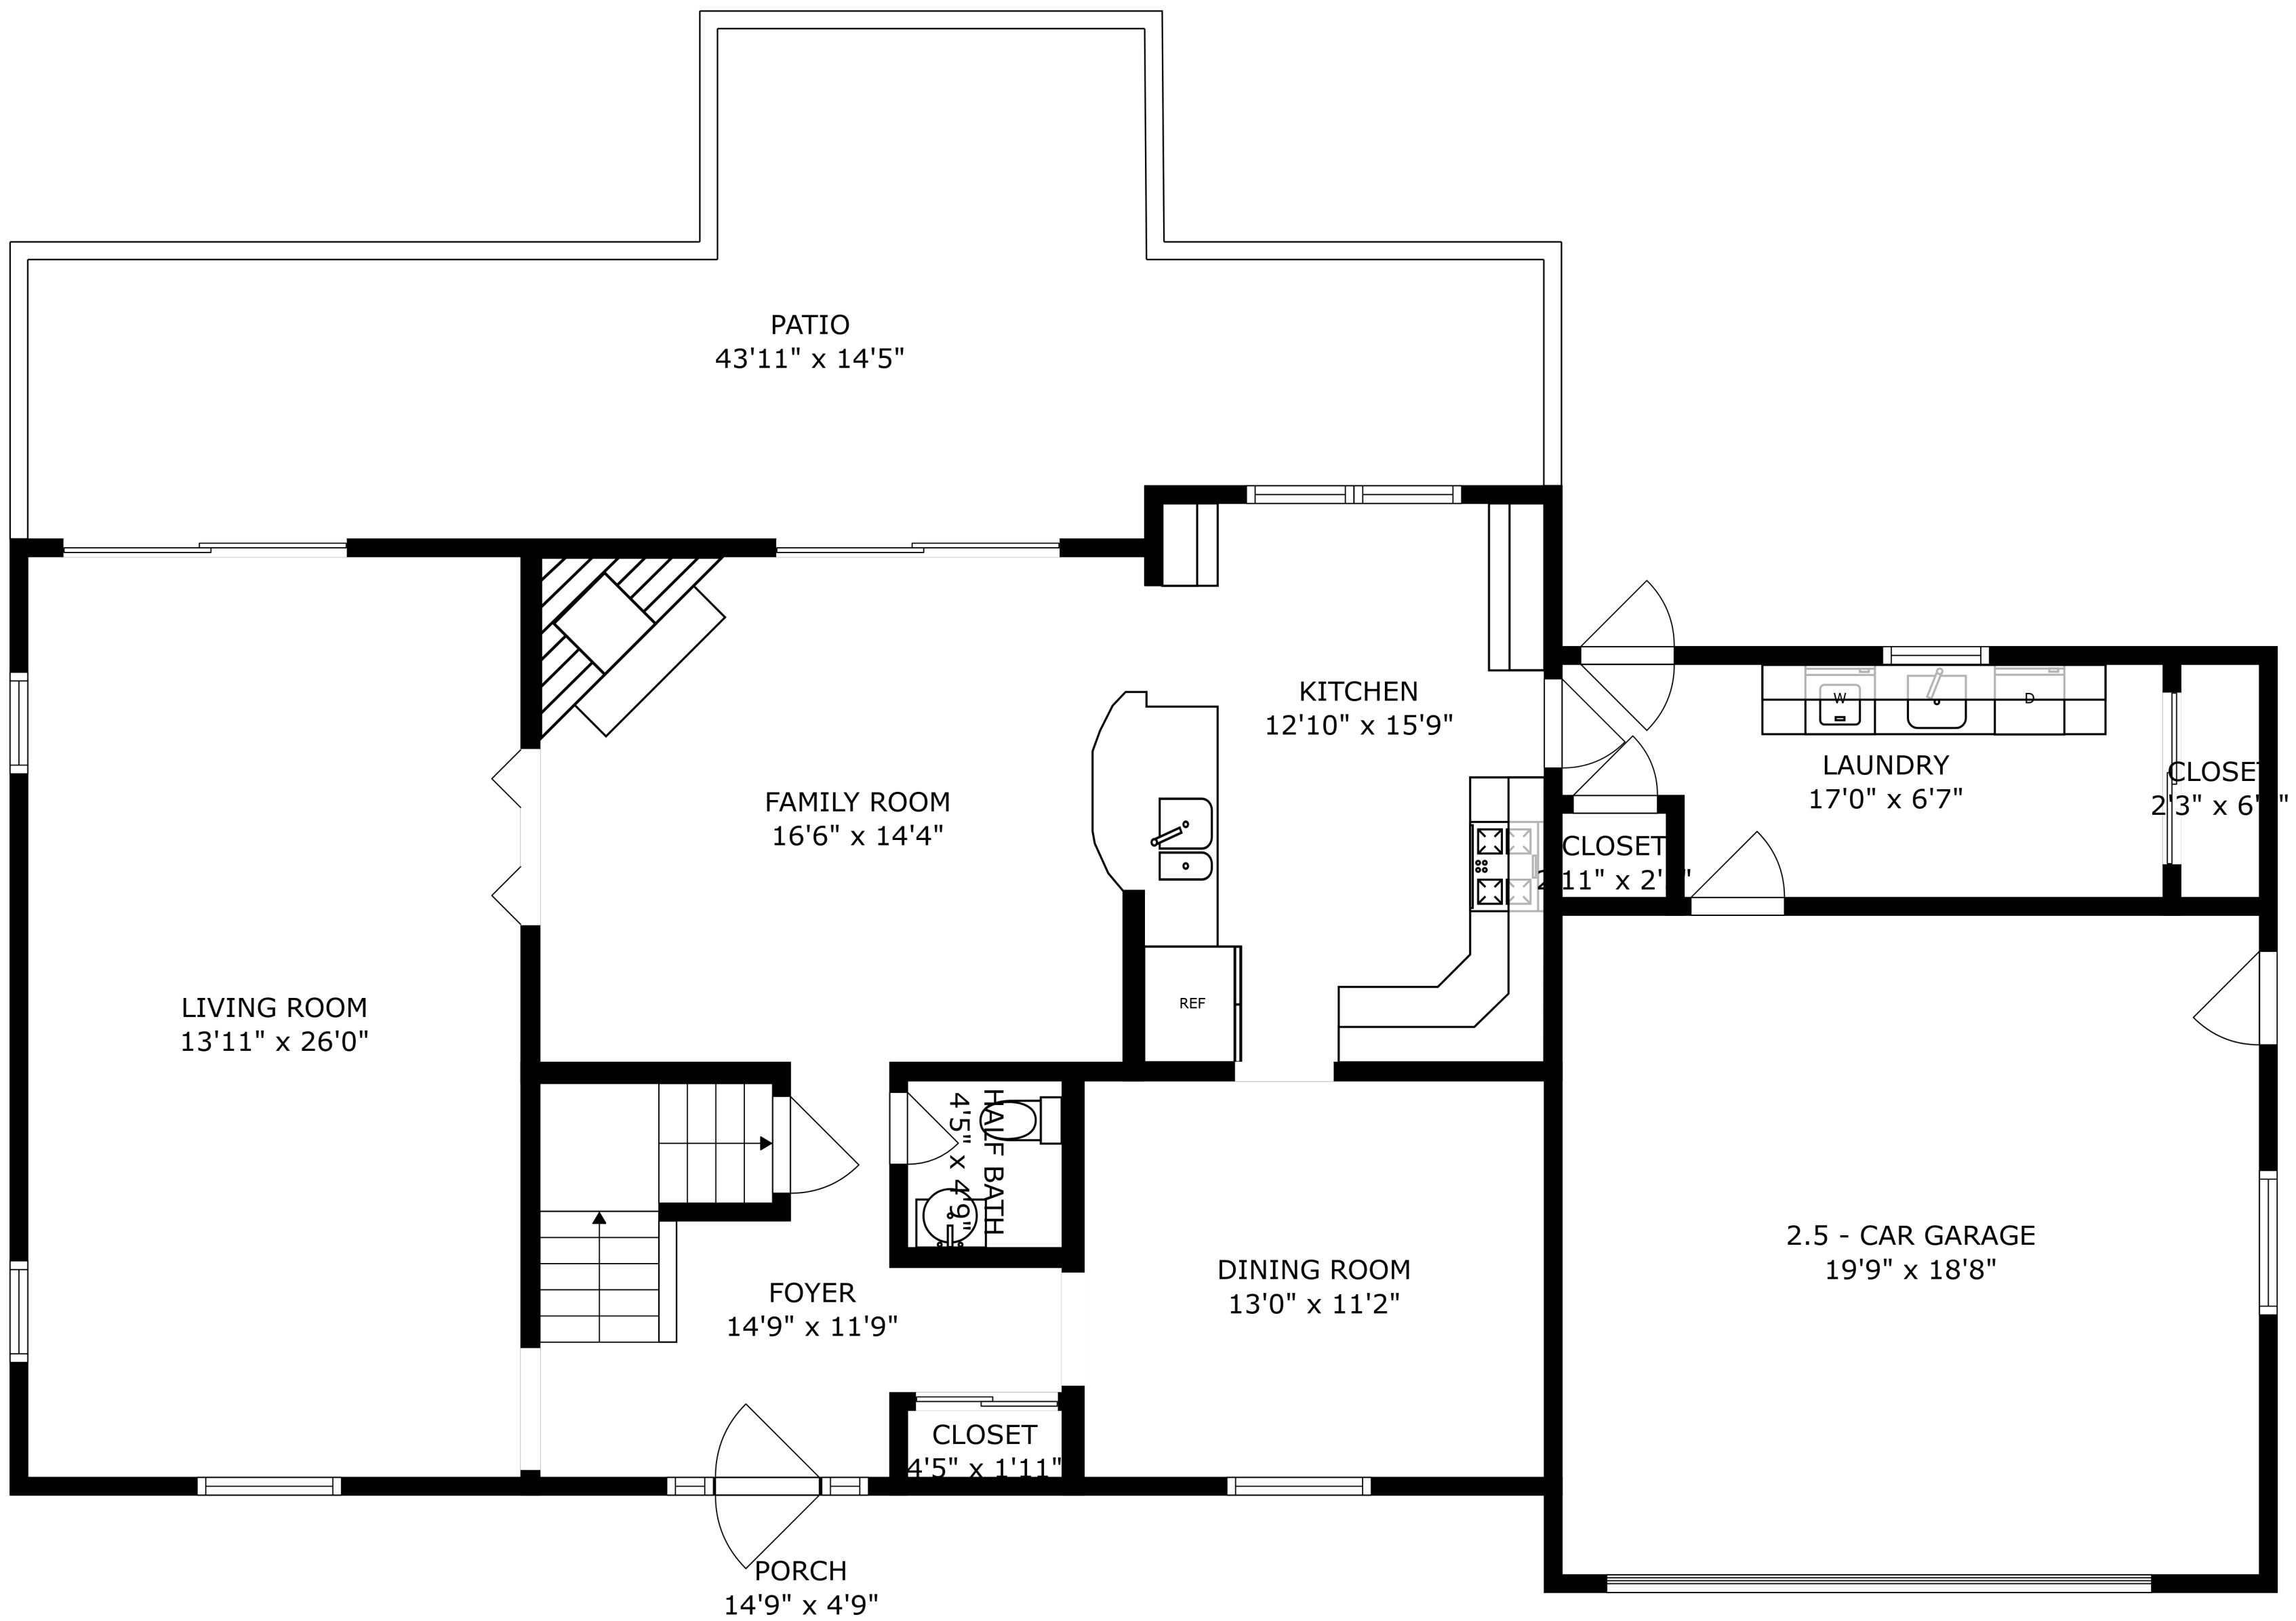 PATIO
43'11" x 14'5"
KITCHEN
12'10" x 15'9"
W
D
LAUNDRY
17'0" x 6'7"
CLOSET
2'3" x
FAMILY ROOM
16'6" x 14'4"
CLOSET
LIVING ROOM
13'11" x 26'0"
REF
HALF BATH
4'5" x 4'9"
2.5 - CAR GARAGE
19'9" x 18'8"
DINING ROOM
13'0" x 11'2"
FOYER
14'9" x 11'9"
CLOSET
4'5" x 1'11"
PORCH
14'9" x 4'9"